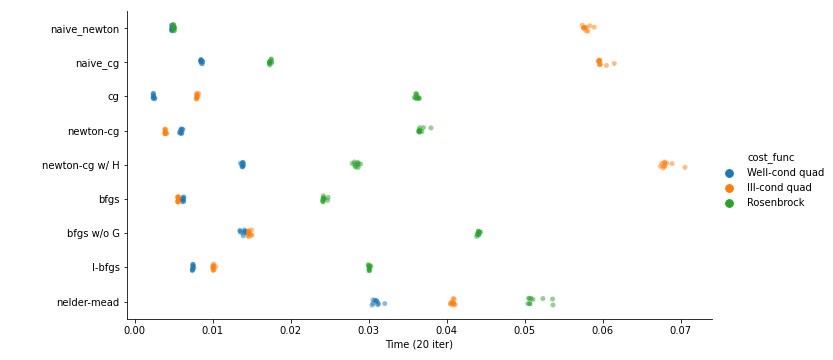 naive_newton
naive_cg
cg
newton-cg
newton-cg w/ H
bfgs
bfgs w/o G
l-bfgs
nelder-mead
0.00 0.01 0.02 0.03 0.04 0.05 0.06 0.07
Time (20 iter)
cost_func
Well-cond quad
Ill-cond quad
Rosenbrock